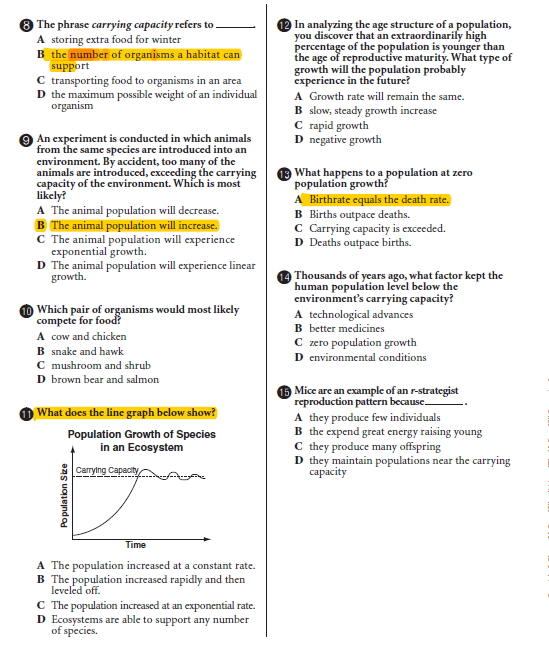 8 The phrase carrying capacity refers to ________.
A storing extra food for winter
B the number of organisms a habitat can
support
C transporting food to organisms in an area
D the maximum possible weight of an individual
organism
9 An experiment is conducted in which animals
from the same species are introduced into an
environment. By accident, too many of the
animals are introduced, exceeding the carrying
capacity of the environment. Which is most
likely?
A The animal population will decrease.
B The animal population will increase.
C The animal population will experience
exponential growth.
D The animal population will experience linear
growth.
10 Which pair of organisms would most likely
compete for food?
A cow and chicken
B snake and hawk
C mushroom and shrub
D brown bear and salmon
11 What does the line graph below show?
Population Growth of Species
in an Ecosystem
Carrying Capacity
Population Size
Time
A The population increased at a constant rate.
B The population increased rapidly and then
leveled off.
C The population increased at an exponential rate.
D Ecosystems are able to support any number
of species.
12 In analyzing the age structure of a population,
you discover that an extraordinarily high
percentage of the population is younger than
the age of reproductive maturity. What type of
growth will the population probably
experience in the future?
A Growth rate will remain the same.
B slow, steady growth increase
C rapid growth
D negative growth
13 What happens to a population at zero
population growth?
A Birthrate equals the death rate.
B Births outpace deaths.
C Carrying capacity is exceeded.
D Deaths outpace births.
14 Thousands of years ago, what factor kept the
human population level below the
environment's carrying capacity?
A technological advances
B better medicines
C zero population growth
D environmental conditions
15 Mice are an example of an r-strategist
reproduction pattern because________.
A they produce few individuals
B the expend great energy raising young
C they produce many offspring
D they maintain populations near the carrying
capacity